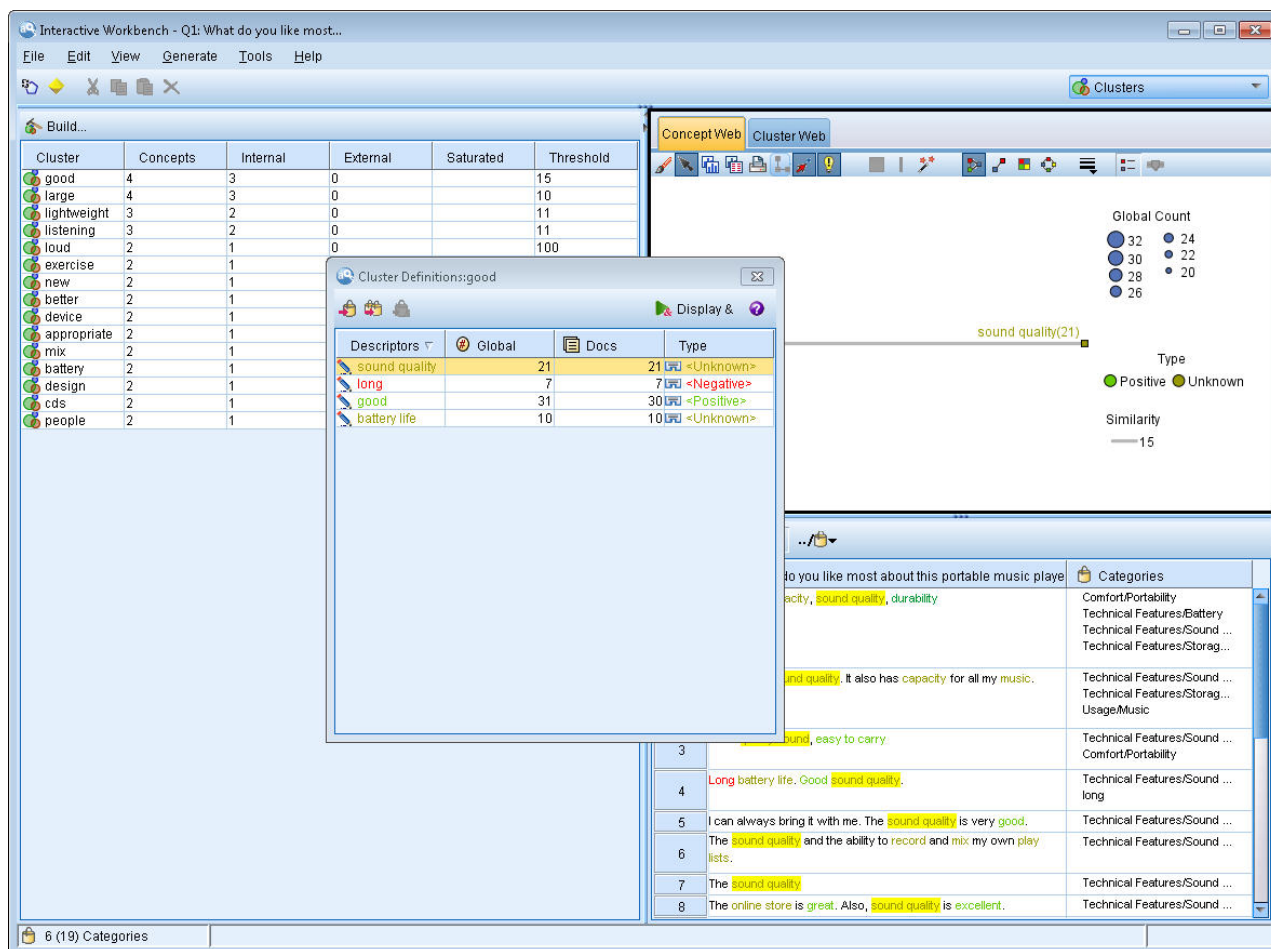 Interactive Workbench - Q1: What do you like most...
File Edit View Generate Tools Help
Clusters
Build...
Cluster Concepts Internal External Saturated Threshold
good 4 3 0 15
large 4 3 0 10
lightweight 3 2 0 11
listening 3 2 0 11
loud 2 1 0 100
exercise 2 1
new 2 1
better 2 1
device 2 1
appropriate 2 1
mix 2 1
battery 2 1
design 2 1
cds 2 1
people 2 1
Cluster Definitions:good
Display &
Descriptors Global Docs Type
sound quality 21 21 <Unknown>
long 7 7 <Negative>
good 31 30 <Positive>
battery life 10 10 <Unknown>
Concept Web Cluster Web
Global Count
32 24
30 22
28 20
26
sound quality(21)
Type
Positive Unknown
Similarity
15
../
do you like most about this portable music playe Categories
acity, sound quality, durability
Comfort/Portability
Technical Features/Battery
Technical Features/Sound ...
Technical Features/Storag...
und quality. It also has capacity for all my music.
Technical Features/Sound ...
Technical Features/Storag...
Usage/Music
3 sound, easy to carry
Technical Features/Sound ...
Comfort/Portability
4 Long battery life. Good sound quality.
Technical Features/Sound ...
long
5 I can always bring it with me. The sound quality is very good. Technical Features/Sound ...
6 The sound quality and the ability to record and mix my own play
lists.
Technical Features/Sound ...
7 The sound quality Technical Features/Sound ...
8 The online store is great. Also, sound quality is excellent. Technical Features/Sound ...
6 (19) Categories